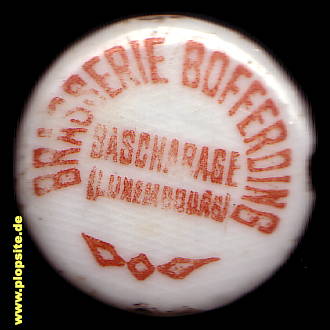 BRASSERIE BOFFERDING
BASCHARAGE
(LUXEMBOURG)
www.plopsite.de